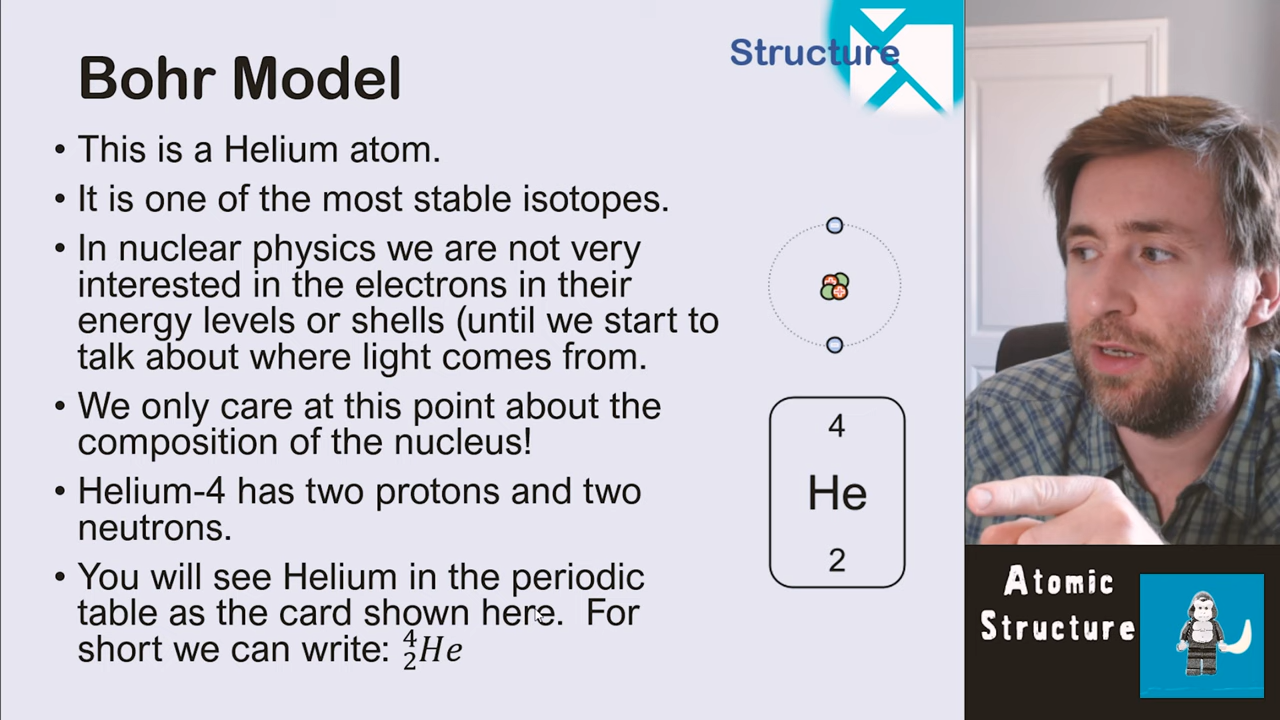 Structure
Bohr Model
• This is a Helium atom.
• It is one of the most stable isotopes.
• In nuclear physics we are not very
interested in the electrons in their
energy levels or shells (until we start to
talk about where light comes from.
• We only care at this point about the
composition of the nucleus!
• Helium-4 has two protons and two
neutrons.
• You will see Helium in the periodic
table as the card shown here. For
short we can write: ⁴₂He
4
He
2
Atomic
Structure